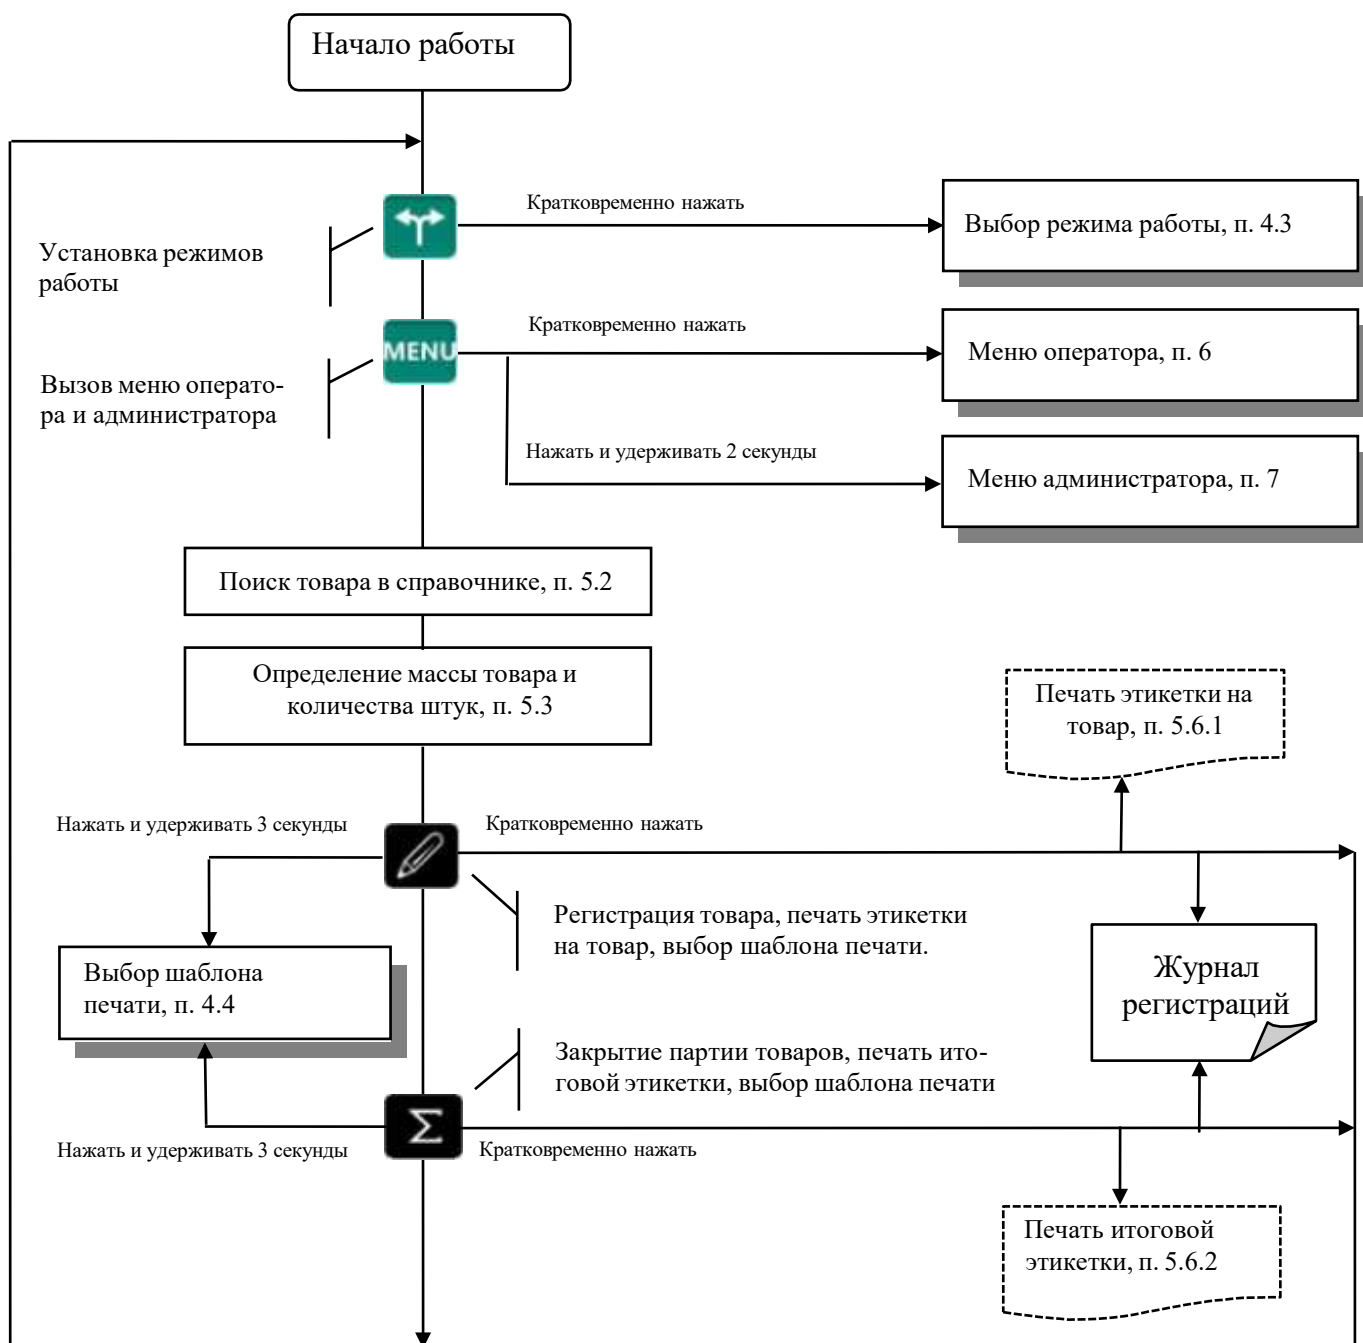 Начало работы
Кратковременно нажать
Выбор режима работы, п. 4.3
Установка режимов
работы
Кратковременно нажать
MENU
Меню оператора, п. 6
Вызов меню операто-
ра и администратора
Нажать и удерживать 2 секунды
Меню администратора, п. 7
Поиск товара в справочнике, п. 5.2
Определение массы товара и
количества штук, п. 5.3
Печать этикетки на
товар, п. 5.6.1
Нажать и удерживать 3 секунды
Кратковременно нажать
Регистрация товара, печать этикетки
на товар, выбор шаблона печати.
Выбор шаблона
печати, п. 4.4
Журнал
регистраций
Закрытие партии товаров, печать ито-
говой этикетки, выбор шаблона печати
Σ
Нажать и удерживать 3 секунды
Кратковременно нажать
Печать итоговой
этикетки, п. 5.6.2